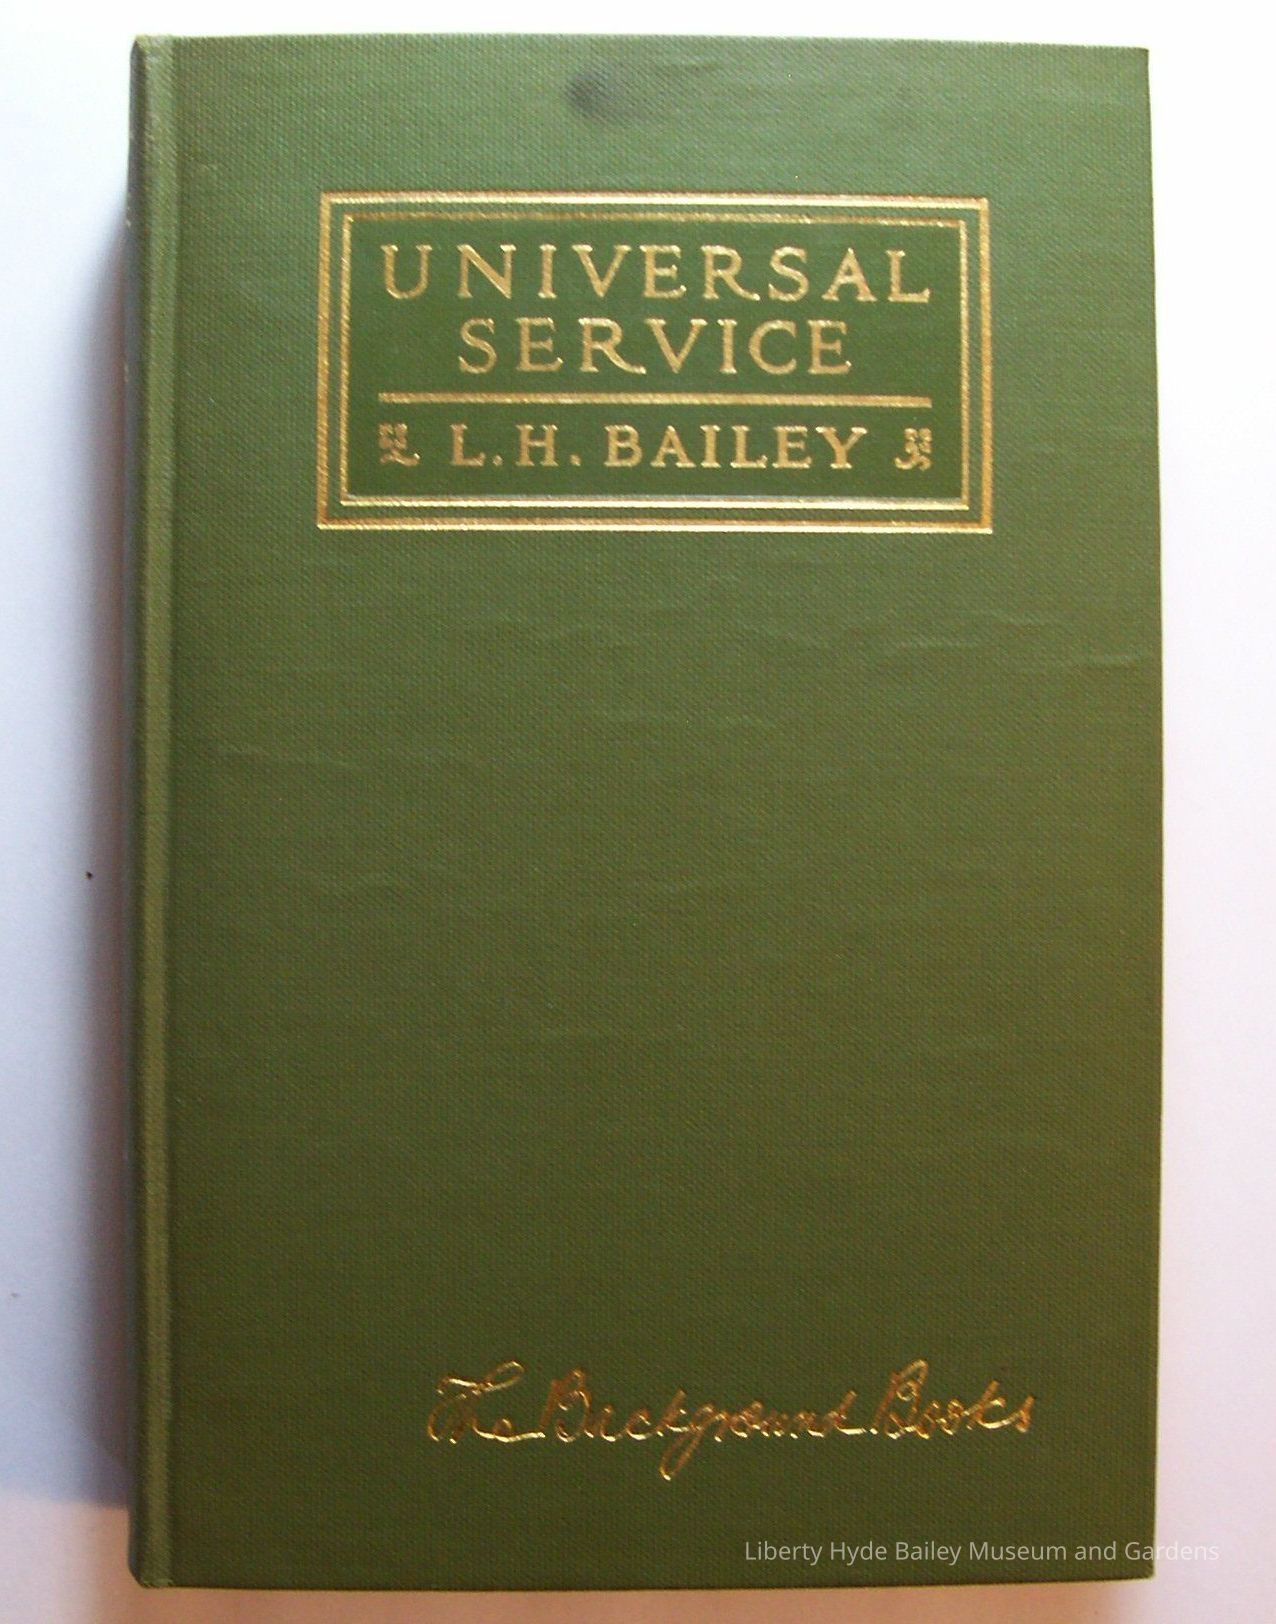 UNIVERSAL
SERVICE
L. H. BAILEY
The Background Books
Liberty Hyde Bailey Museum and Gardens